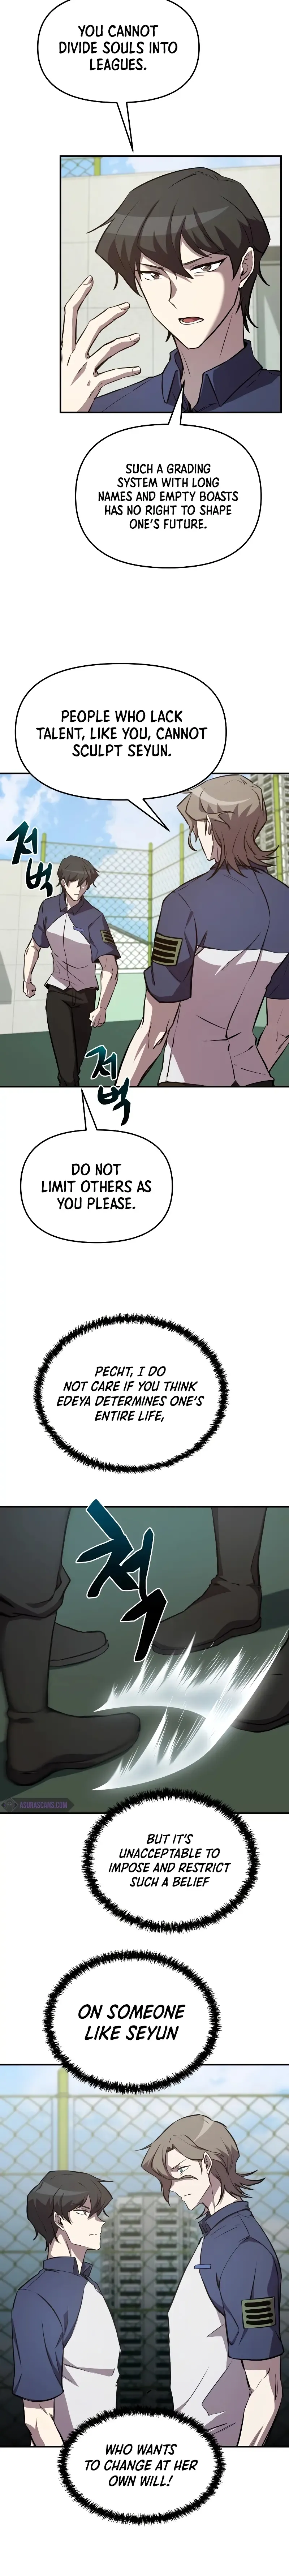 YOU CANNOT
DIVIDE SOULS INTO
LEAGUES.
SUCH A GRADING
SYSTEM WITH LONG
NAMES AND EMPTY BOASTS
HAS NO RIGHT TO SHAPE
ONE'S FUTURE.
PEOPLE WHO LACK
TALENT, LIKE YOU, CANNOT
SCULPT SEYUN.
저벅
저벅
DO NOT
LIMIT OTHERS AS
YOU PLEASE.
PECHT, I DO
NOT CARE IF YOU THINK
EDEYA DETERMINES ONE'S
ENTIRE LIFE,
척
BUT IT'S
UNACCEPTABLE TO
IMPOSE AND RESTRICT
SUCH A BELIEF
ON SOMEONE
LIKE SEYUN
WHO WANTS
TO CHANGE AT HER
OWN WILL!